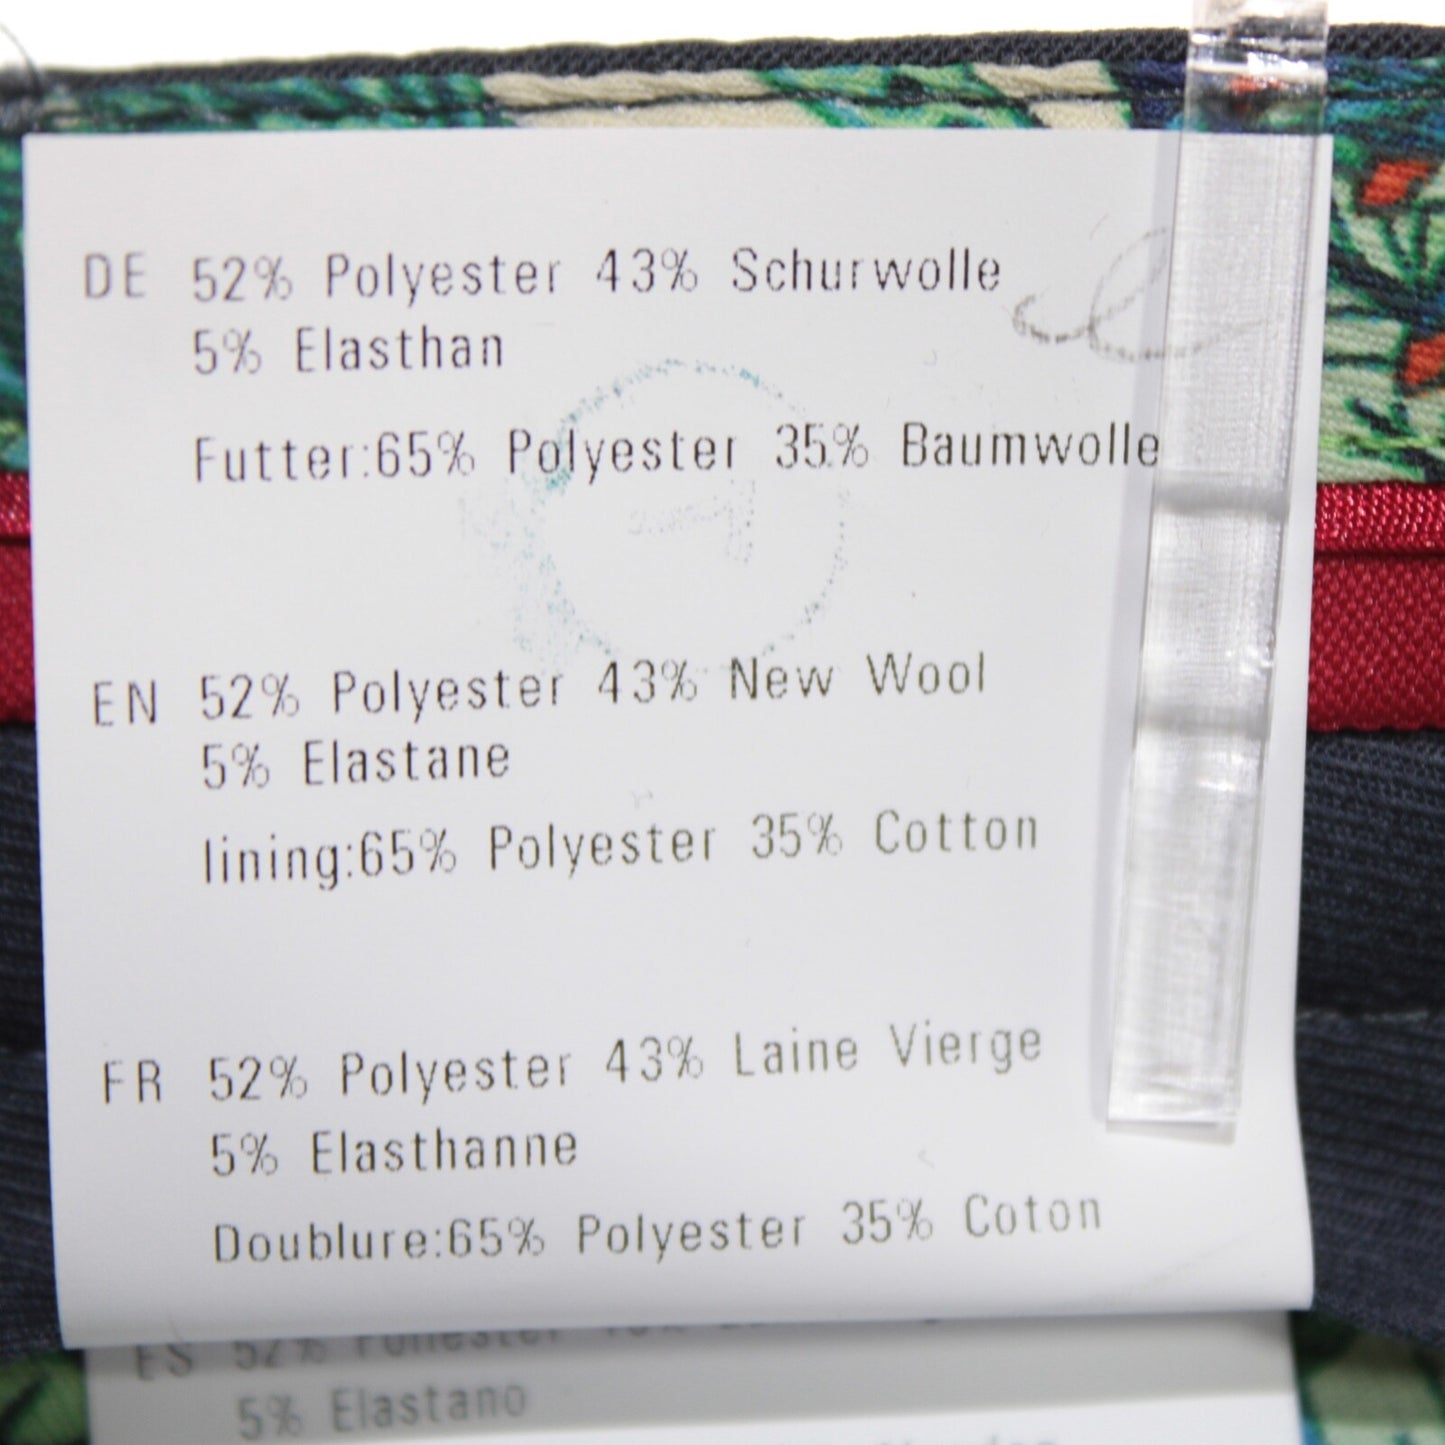 DE 52% Polyester 43% Schurwolle
5% Elasthan
Futter:65% Polyester 35% Baumwolle
EN 52% Polyester 43% New Wool
5% Elastane
lining:65% Polyester 35% Cotton
FR 52% Polyester 43% Laine Vierge
5% Elasthanne
Doublure:65% Polyester 35% Coton
ES 52%
5% Elastano